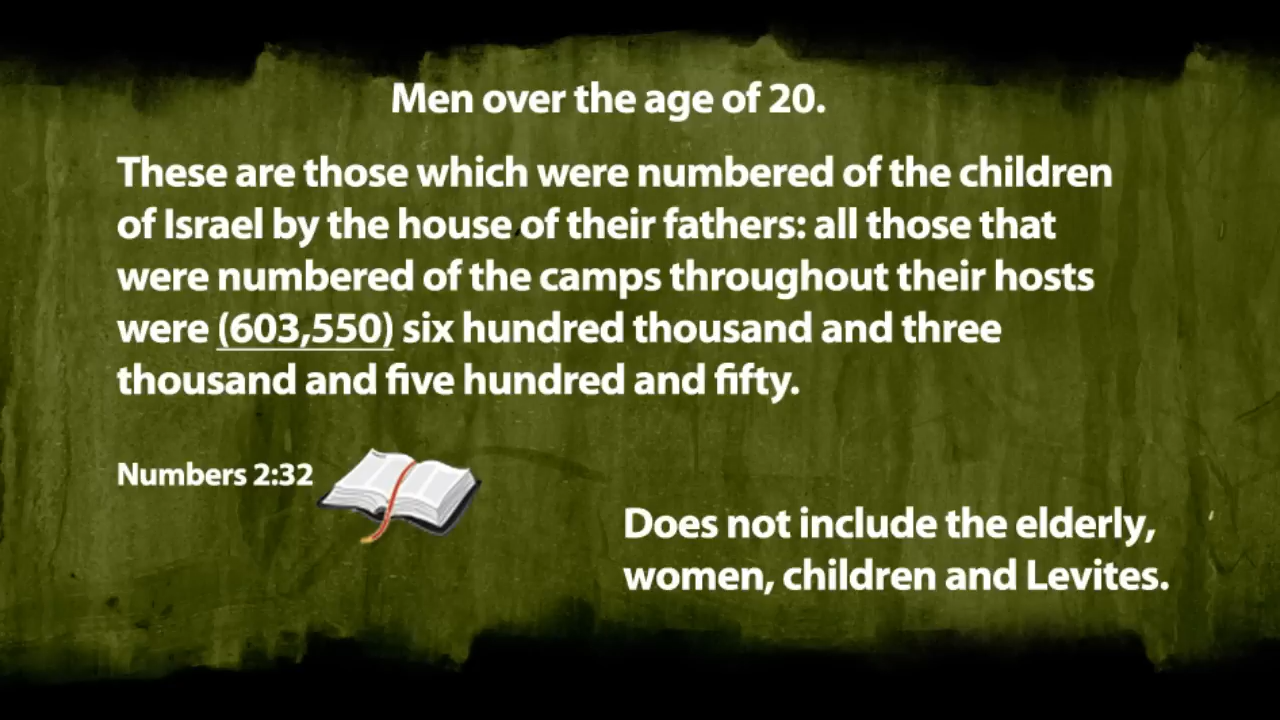 Men over the age of 20.
These are those which were numbered of the children
of Israel by the house of their fathers: all those that
were numbered of the camps throughout their hosts
were (603,550) six hundred thousand and three
thousand and five hundred and fifty.
Numbers 2:32
Does not include the elderly,
women, children and Levites.